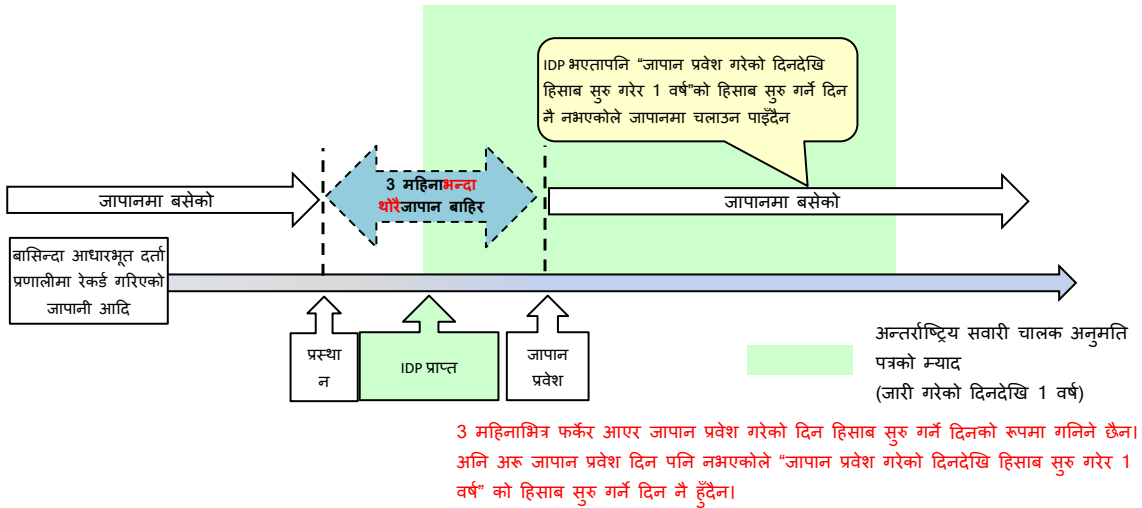 IDP भएतापनि “जापान प्रवेश गरेको दिनदेखि
हिसाब सुरु गरेर 1 वर्ष”को हिसाब सुरु गर्ने दिन
नै नभएकोले जापानमा चलाउन पाइँदैन
जापानमा बसेको
3 महिनाभन्दा
थोरैजापान बाहिर
जापानमा बसेको
बासिन्दा आधारभूत दर्ता
प्रणालीमा रेकर्ड गरिएको
जापानी आदि
प्रस्था
न
IDP प्राप्त
जापान
प्रवेश
अन्तर्राष्ट्रिय सवारी चालक अनुमति
पत्रको म्याद
(जारी गरेको दिनदेखि 1 वर्ष)
3 महिनाभित्र फर्केर आएर जापान प्रवेश गरेको दिन हिसाब सुरु गर्ने दिनको रूपमा गनिने छैन।
अनि अरू जापान प्रवेश दिन पनि नभएकोले “जापान प्रवेश गरेको दिनदेखि हिसाब सुरु गरेर 1
वर्ष” को हिसाब सुरु गर्ने दिन नै हुँदैन।